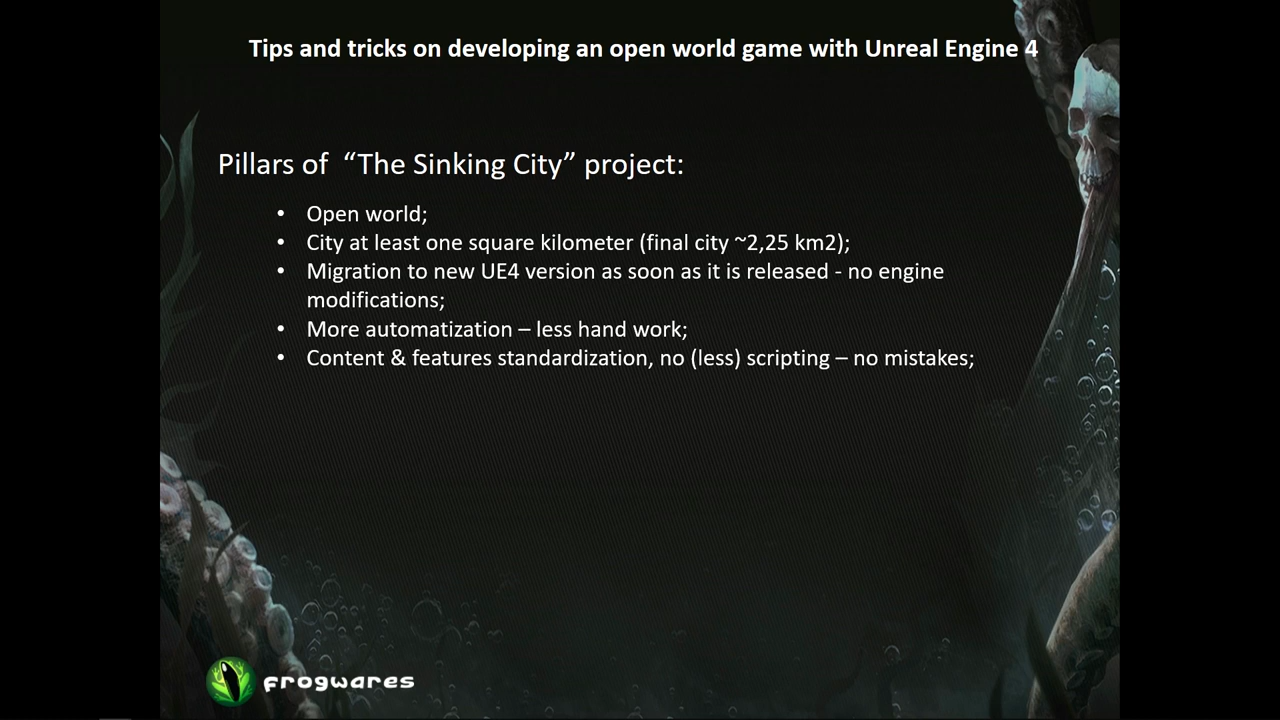 Tips and tricks on developing an open world game with Unreal Engine 4
Pillars of “The Sinking City” project:
• Open world;
• City at least one square kilometer (final city ~2,25 km2);
• Migration to new UE4 version as soon as it is released - no engine
modifications;
• More automatization – less hand work;
• Content & features standardization, no (less) scripting – no mistakes;
frogwares